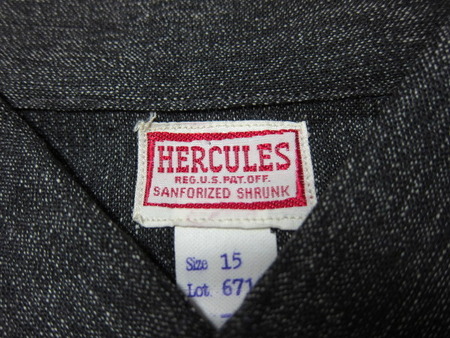 HERCULES
REG.U.S.PAT.OFF.
SANFORIZED SHRUNK
Size 15
Lot. 671